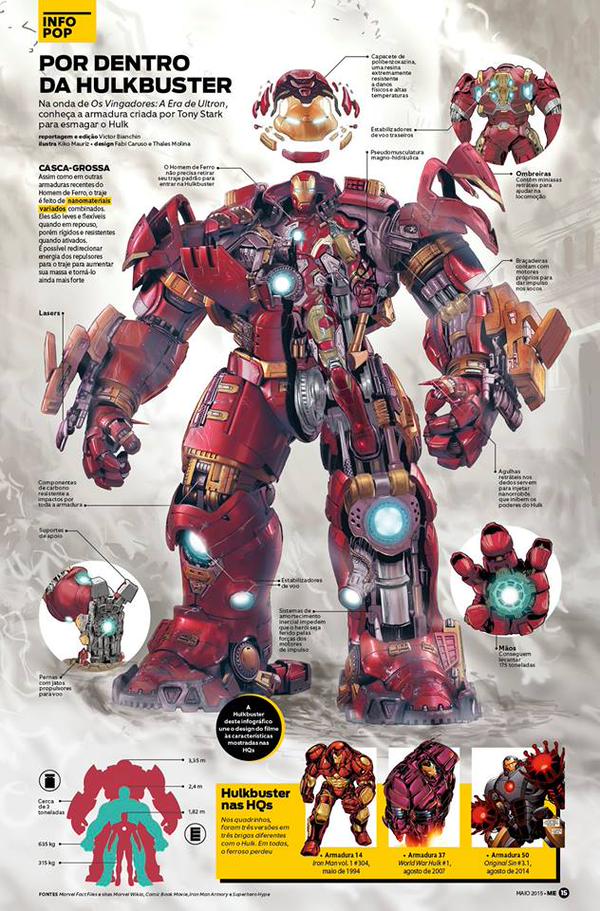 INFO
POP
POR DENTRO
DA HULKBUSTER
Na onda de Os Vingadores: A Era de Ultron,
conheça a armadura criada por Tony Stark
para esmagar o Hulk
reportagem e edição Victor Bianchin
ilustra Kiko Mauriz • design Fabi Caruso e Thales Molina
CASCA-GROSSA
Assim como em outras
armaduras recentes do
Homem de Ferro, o traje
é feito de nanomateriais
variados combinados.
Eles são leves e flexíveis
quando em repouso,
porém rígidos e resistentes
quando ativados.
É possível redirecionar
energia dos repulsores
para o traje para aumentar
sua massa e torná-lo
ainda mais forte
O Homem de Ferro
não precisa retirar
seu traje padrão para
entrar na Hulkbuster
Capacete de
polibenzoxazina,
uma resina
extremamente
resistente
a danos
físicos e altas
temperaturas
Estabilizadores
de voo traseiros
Pseudomusculatura
magno-hidráulica
Ombreiras
Contêm miniaturas
retráteis para
ajudar na
locomoção
Braçadeiras
contam com
motores
próprios para
dar impulso
nos socos
Lasers
Agulhas
retráteis nos
dedos servem
para injetar
nanorrobôs
que inibem os
poderes do Hulk
Componentes
de carbono
resistente a
impactos por
toda a armadura
Suportes
de apoio
Estabilizadores
de voo
Sistemas de
amortecimento
inercial impedem
que o herói seja
ferido pelas
forças dos
motores
de impulso
Mãos
Conseguem
levantar
175 toneladas
Pernas
com jatos
propulsores
para voo
A
Hulkbuster
deste infográfico
une o design do filme
às características
mostradas nas
HQs
3,35 m
2,4 m
1,82 m
Cerca
de 3
toneladas
635 kg
315 kg
Hulkbuster
nas HQs
Nos quadrinhos,
foram três versões em
três brigas diferentes
com o Hulk. Em todas,
o ferroso perdeu
• Armadura 14
Iron Man vol. 1 #304,
maio de 1994
• Armadura 37
World War Hulk #1,
agosto de 2007
• Armadura 50
Original Sin #3.1,
agosto de 2014
FONTES Marvel Fact Files e sites Marvel Wikia, Comic Book Movie, Iron Man Armory e Superhero Hype
MAIO 2015 • ME 15